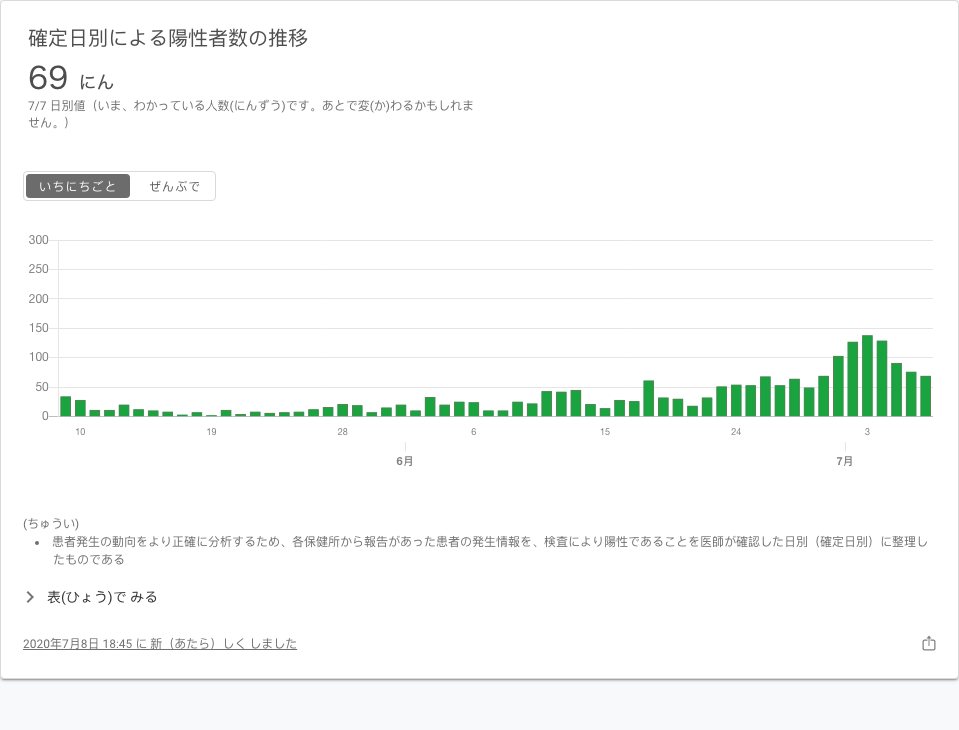 確定日別による陽性者数の推移
69 にん
7/7 日別値（いま、わかっている人数(にんずう)です。あとで変(か)わるかもしれま
せん。）
いちにちごと ぜんぶで
300
250
200
150
100
50
0
10 19 28 6 15 24 3
6月 7月
(ちゅうい)
• 患者発生の動向をより正確に分析するため、各保健所から報告があった患者の発生情報を、検査により陽性であることを医師が確認した日別（確定日別）に整理し
たものである
表(ひょう)で みる
2020年7月8日 18:45 に 新（あたら）しく しました